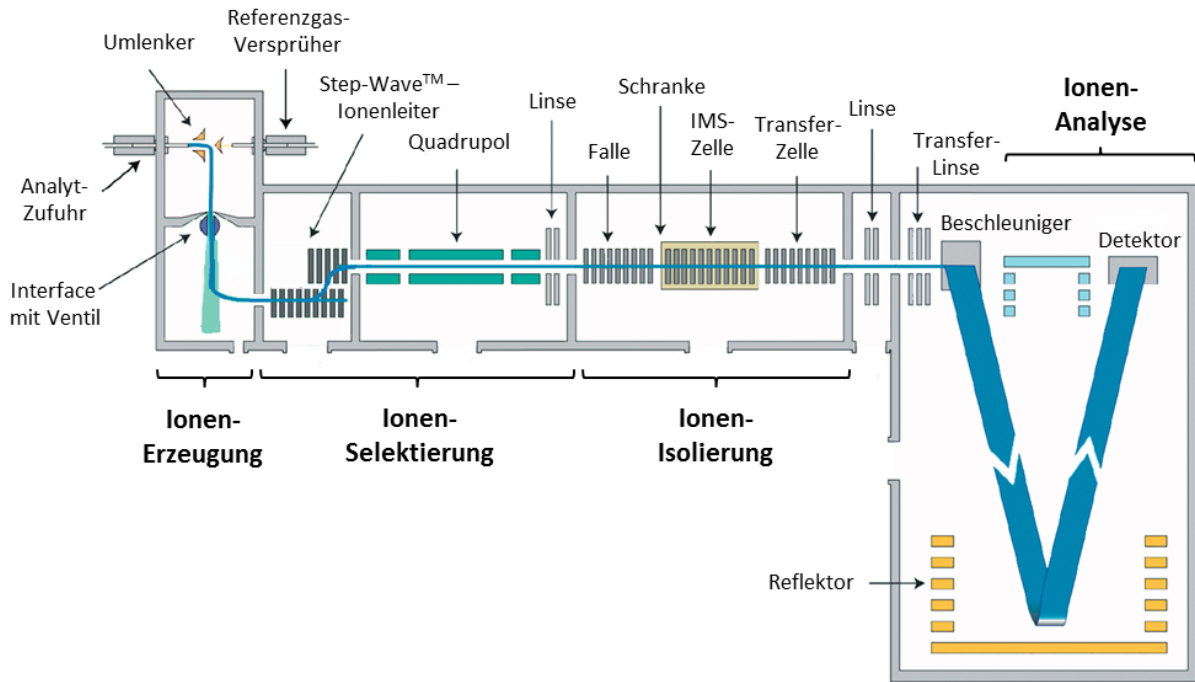 Umlenker
Referenzgas-
Versprüher
Step-Wave™ –
Ionenleiter
Quadrupol
Linse
Schranke
IMS-
Zelle
Falle
Transfer-
Zelle
Linse
Transfer-
Linse
Ionen-
Analyse
Analyt-
Zufuhr
Interface
mit Ventil
Beschleuniger
Detektor
Ionen-
Erzeugung
Ionen-
Selektierung
Ionen-
Isolierung
Reflektor